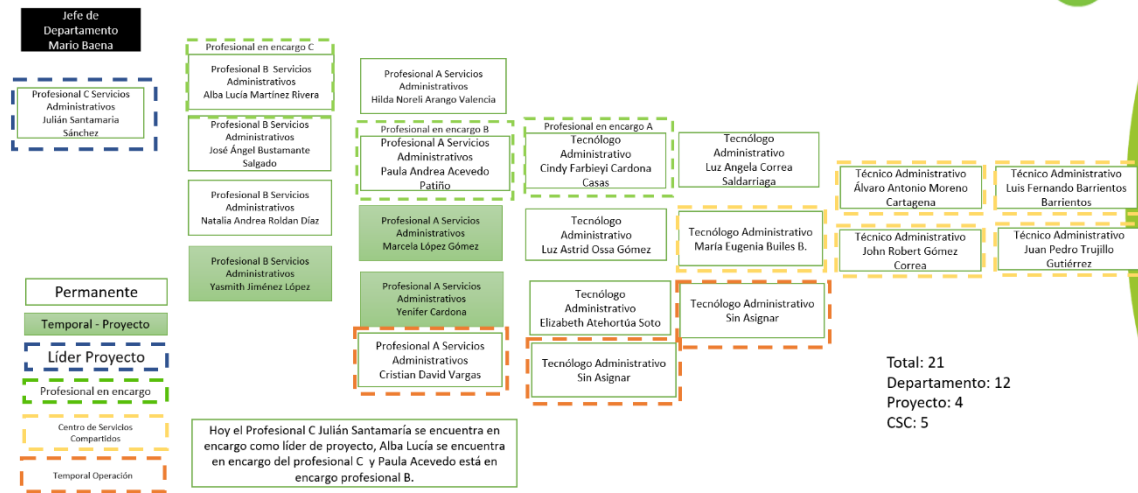 Jefe de
Departamento
Mario Baena
Profesional C Servicios
Administrativos
Julián Santamaria
Sánchez
Profesional en encargo C
Profesional B Servicios
Administrativos
Alba Lucía Martínez Rivera
Profesional B Servicios
Administrativos
José Ángel Bustamante
Salgado
Profesional B Servicios
Administrativos
Natalia Andrea Roldan Díaz
Profesional B Servicios
Administrativos
Yasmith Jiménez López
Profesional A Servicios
Administrativos
Hilda Noreli Arango Valencia
Profesional en encargo B
Profesional A Servicios
Administrativos
Paula Andrea Acevedo
Patiño
Profesional A Servicios
Administrativos
Marcela López Gómez
Profesional A Servicios
Administrativos
Yenifer Cardona
Profesional A Servicios
Administrativos
Cristian David Vargas
Profesional en encargo A
Tecnólogo
Administrativo
Cindy Farbieyi Cardona
Casas
Tecnólogo
Administrativo
Luz Astrid Ossa Gómez
Tecnólogo
Administrativo
Elizabeth Atehortúa Soto
Tecnólogo Administrativo
Sin Asignar
Tecnólogo
Administrativo
Luz Angela Correa
Saldarriaga
Tecnólogo Administrativo
María Eugenia Builes B.
Tecnólogo Administrativo
Sin Asignar
Técnico Administrativo
Álvaro Antonio Moreno
Cartagena
Técnico Administrativo
John Robert Gómez
Correa
Técnico Administrativo
Luis Fernando Barrientos
Barrientos
Técnico Administrativo
Juan Pedro Trujillo
Gutiérrez
Permanente
Temporal - Proyecto
Líder Proyecto
Profesional en encargo
Centro de Servicios
Compartidos
Temporal Operación
Hoy el Profesional C Julián Santamaría se encuentra en
encargo como líder de proyecto, Alba Lucía se encuentra
en encargo del profesional C y Paula Acevedo está en
encargo profesional B.
Total: 21
Departamento: 12
Proyecto: 4
CSC: 5